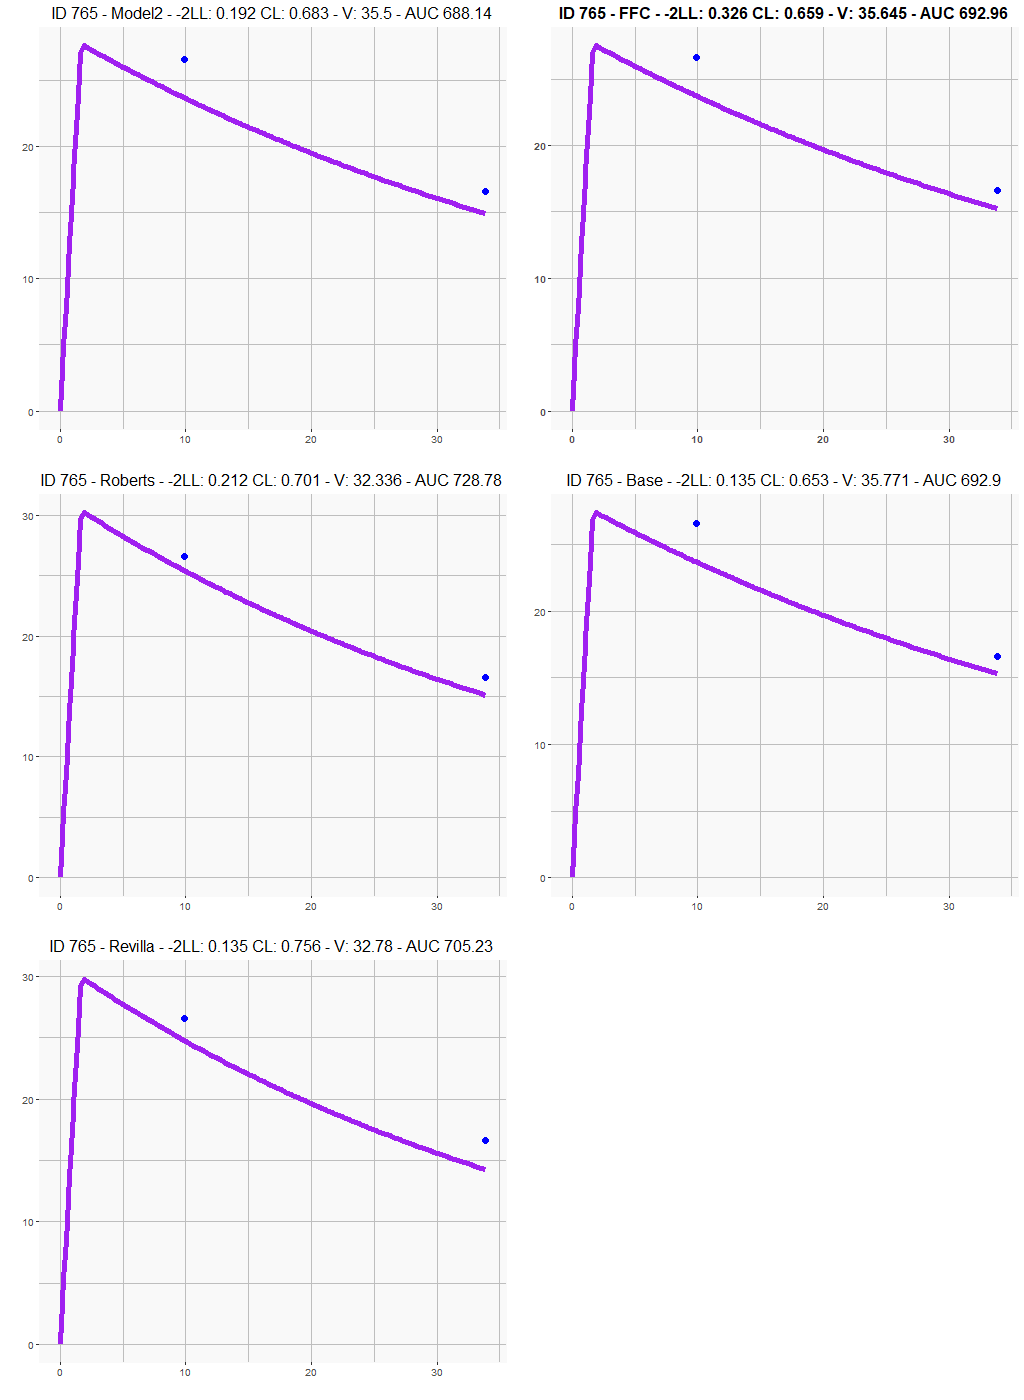 ID 765 - Model2 - -2LL: 0.192 CL: 0.683 - V: 35.5 - AUC 688.14
20
10
0
0 10 20 30
ID 765 - FFC - -2LL: 0.326 CL: 0.659 - V: 35.645 - AUC 692.96
20
10
0
0 10 20 30
ID 765 - Roberts - -2LL: 0.212 CL: 0.701 - V: 32.336 - AUC 728.78
30
20
10
0
0 10 20 30
ID 765 - Base - -2LL: 0.135 CL: 0.653 - V: 35.771 - AUC 692.9
20
10
0
0 10 20 30
ID 765 - Revilla - -2LL: 0.135 CL: 0.756 - V: 32.78 - AUC 705.23
30
20
10
0
0 10 20 30